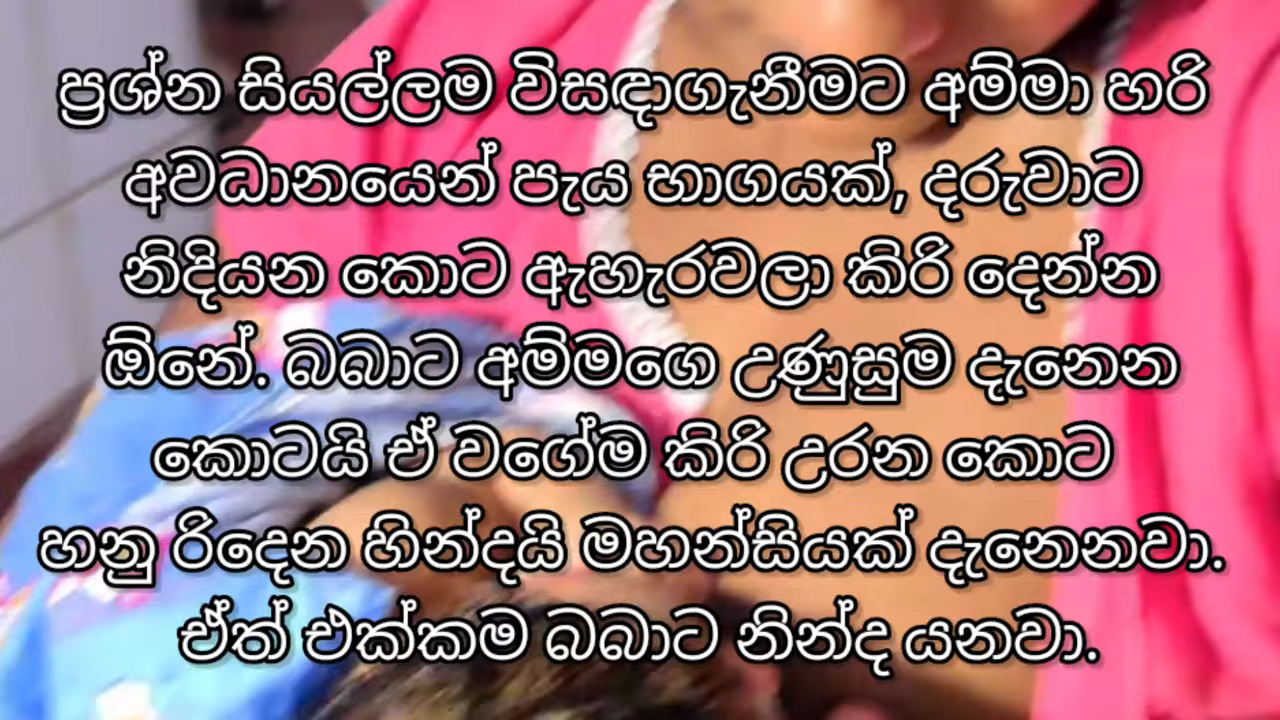 ප්‍රශ්න සියල්ලම විසඳාගැනීමට අම්මා හරි
අවධානයෙන් පැය භාගයක්, දරුවාට
නිදියන කොට ඇහැරවලා කිරි දෙන්න
ඕනේ. බබාට අම්මගෙ උණුසුම දැනෙන
කොටයි ඒ වගේම කිරි උරන කොට
හනු රිදෙන හින්දයි මහන්සියක් දැනෙනවා.
ඒත් එක්කම බබාට නින්ද යනවා.